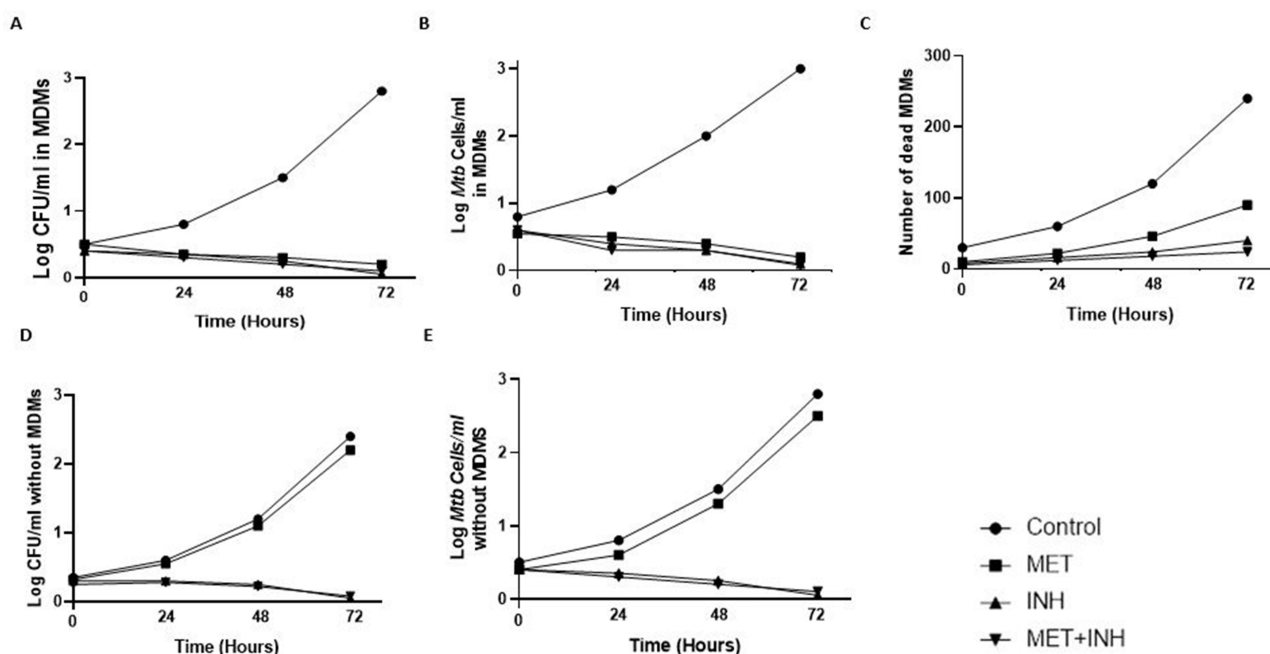 A
Log CFU/ml in MDMs
3
2
1
0
0 24 48 72
Time (Hours)
B
Log Mtb Cells/ml
in MDMs
3
2
1
0
0 24 48 72
Time (Hours)
C
Number of dead MDMs
300
200
100
0
0 24 48 72
Time (Hours)
D
Log CFU/ml without MDMs
3
2
1
0
0 24 48 72
Time (Hours)
E
Log Mtb Cells/ml
without MDMS
3
2
1
0
0 24 48 72
Time (Hours)
Control
MET
INH
MET+INH